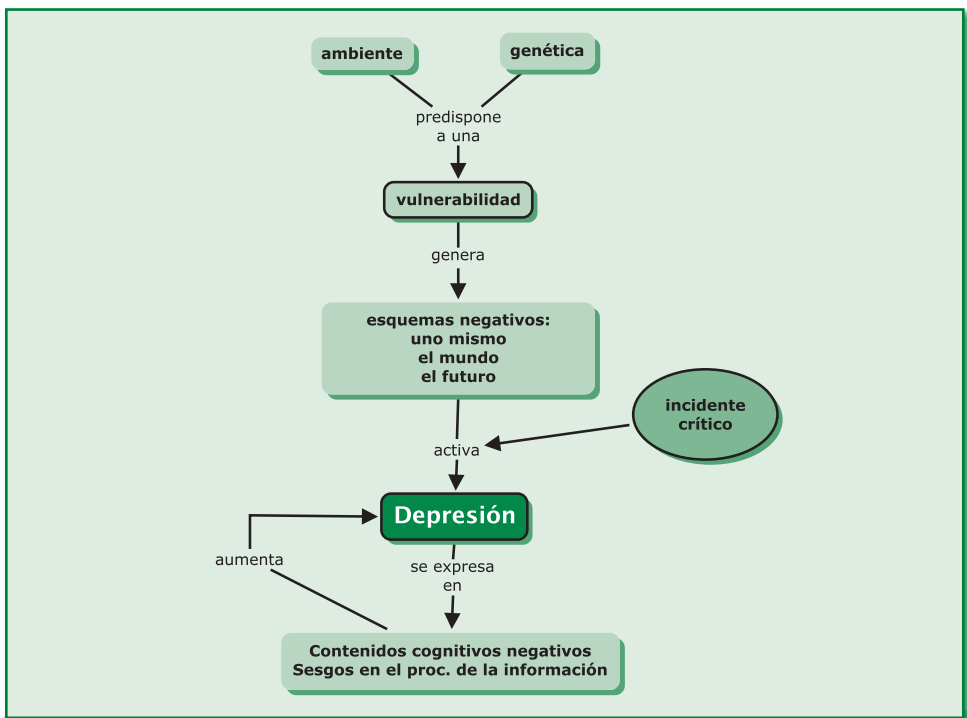 ambiente
genética
predispone
a una
vulnerabilidad
genera
esquemas negativos:
uno mismo
el mundo
el futuro
incidente
crítico
activa
Depresión
aumenta
se expresa
en
Contenidos cognitivos negativos
Sesgos en el proc. de la información